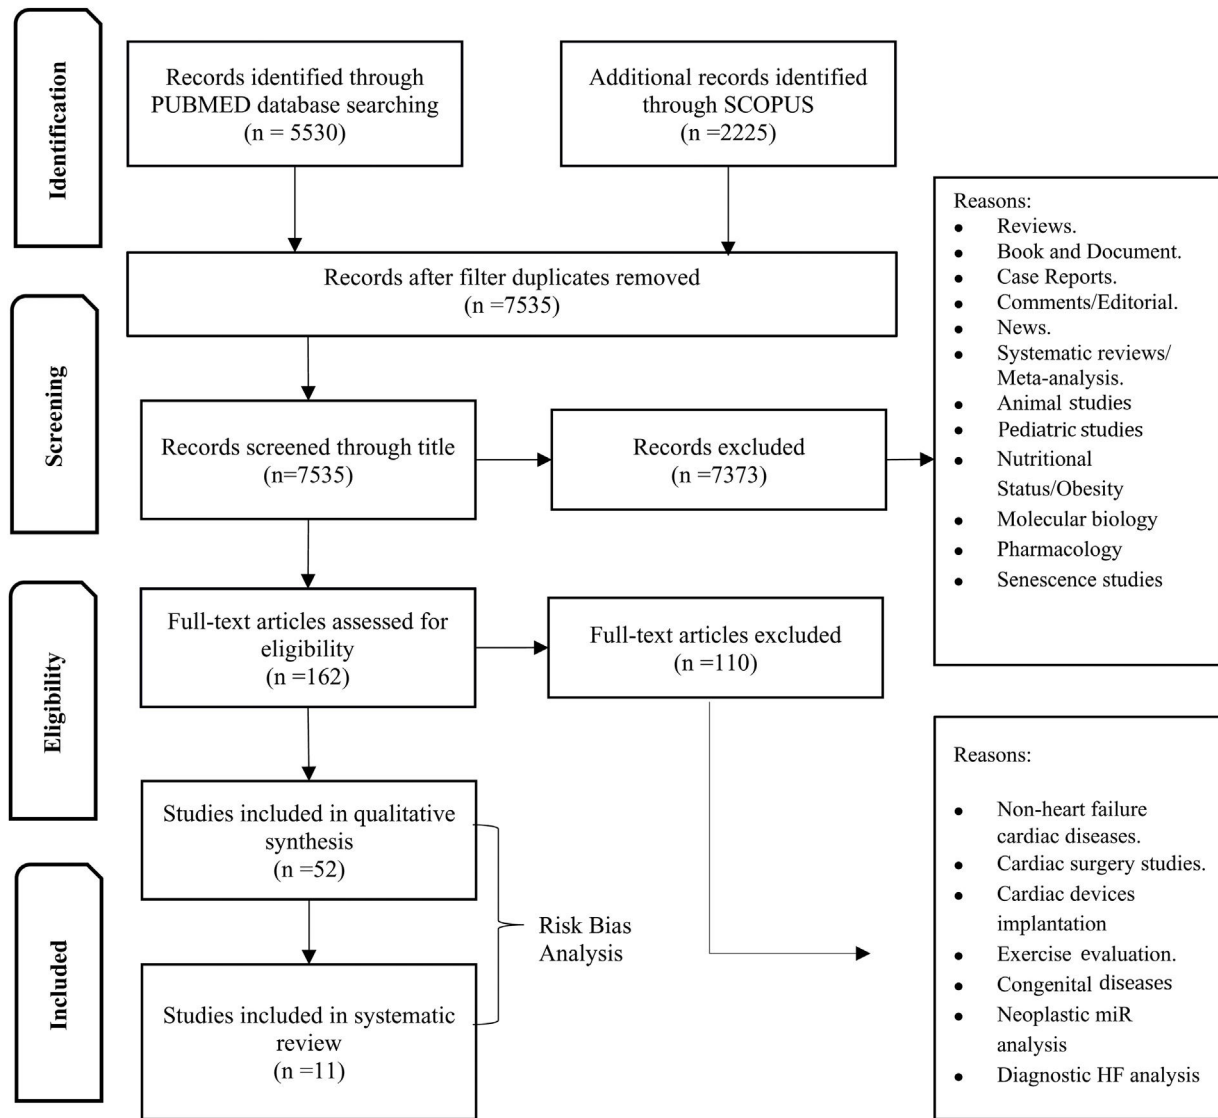 Identification
Records identified through
PUBMED database searching
(n = 5530)
Additional records identified
through SCOPUS
(n =2225)
Records after filter duplicates removed
(n =7535)
Screening
Records screened through title
(n=7535)
Records excluded
(n =7373)
Reasons:
● Reviews.
● Book and Document.
● Case Reports.
● Comments/Editorial.
● News.
● Systematic reviews/
Meta-analysis.
● Animal studies
● Pediatric studies
● Nutritional
Status/Obesity
● Molecular biology
● Pharmacology
● Senescence studies
Eligibility
Full-text articles assessed for
eligibility
(n =162)
Full-text articles excluded
(n =110)
Reasons:
● Non-heart failure
cardiac diseases.
● Cardiac surgery studies.
● Cardiac devices
implantation
● Exercise evaluation.
● Congenital diseases
● Neoplastic miR
analysis
● Diagnostic HF analysis
Included
Studies included in qualitative
synthesis
(n =52)
Risk Bias
Analysis
Studies included in systematic
review
(n =11)